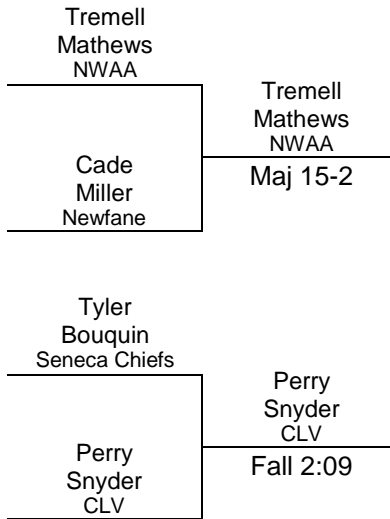 Tremell
Mathews
NWAA
Tremell
Mathews
NWAA
Maj 15-2
Cade
Miller
Newfane
Tyler
Bouquin
Seneca Chiefs
Perry
Snyder
CLV
Fall 2:09
Perry
Snyder
CLV